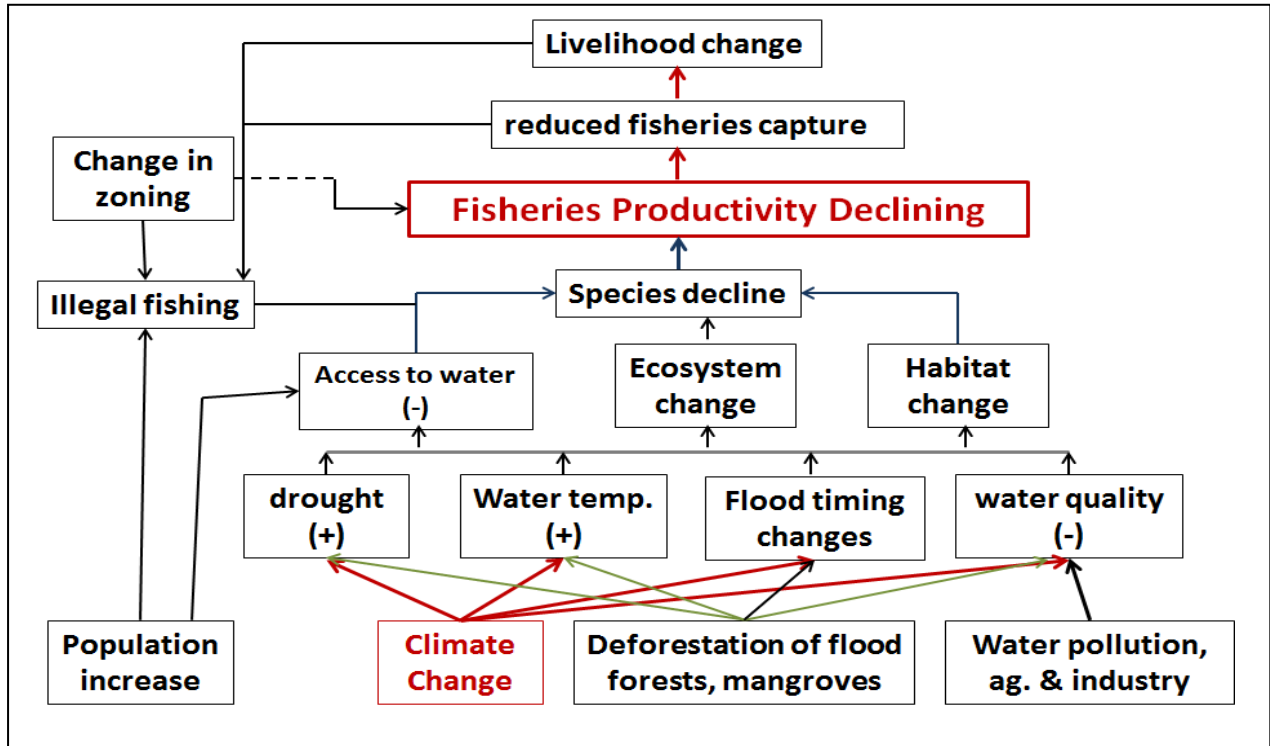 Livelihood change
reduced fisheries capture
Change in
zoning
Fisheries Productivity Declining
Illegal fishing
Species decline
Access to water
(-)
Ecosystem
change
Habitat
change
drought
(+)
Water temp.
(+)
Flood timing
changes
water quality
(-)
Population
increase
Climate
Change
Deforestation of flood
forests, mangroves
Water pollution,
ag. & industry